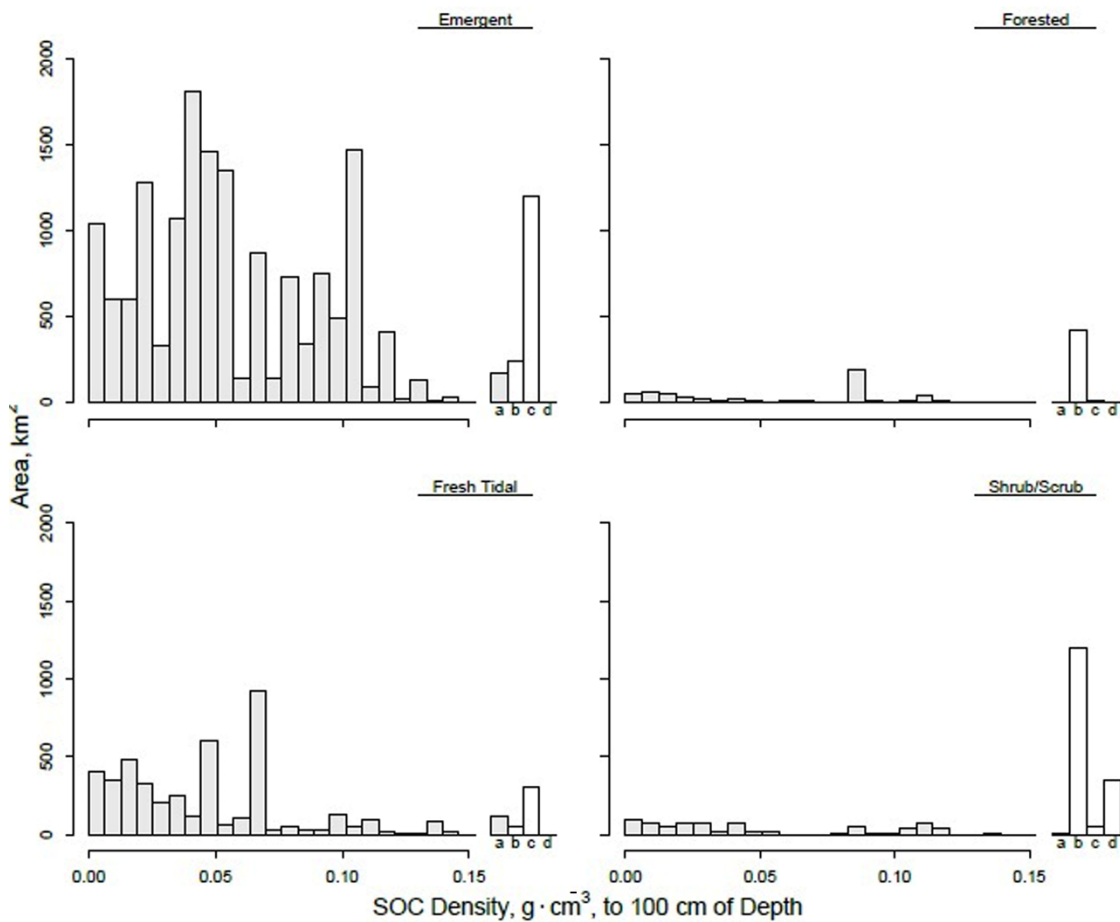 Emergent
Forested
2000
1500
1000
500
0
a b c d
a b c d
Area, km²
Fresh Tidal
Shrub/Scrub
2000
1500
1000
500
0
a b c d
a b c d
0.00 0.05 0.10 0.15
0.00 0.05 0.10 0.15
SOC Density, g · cm⁻³, to 100 cm of Depth